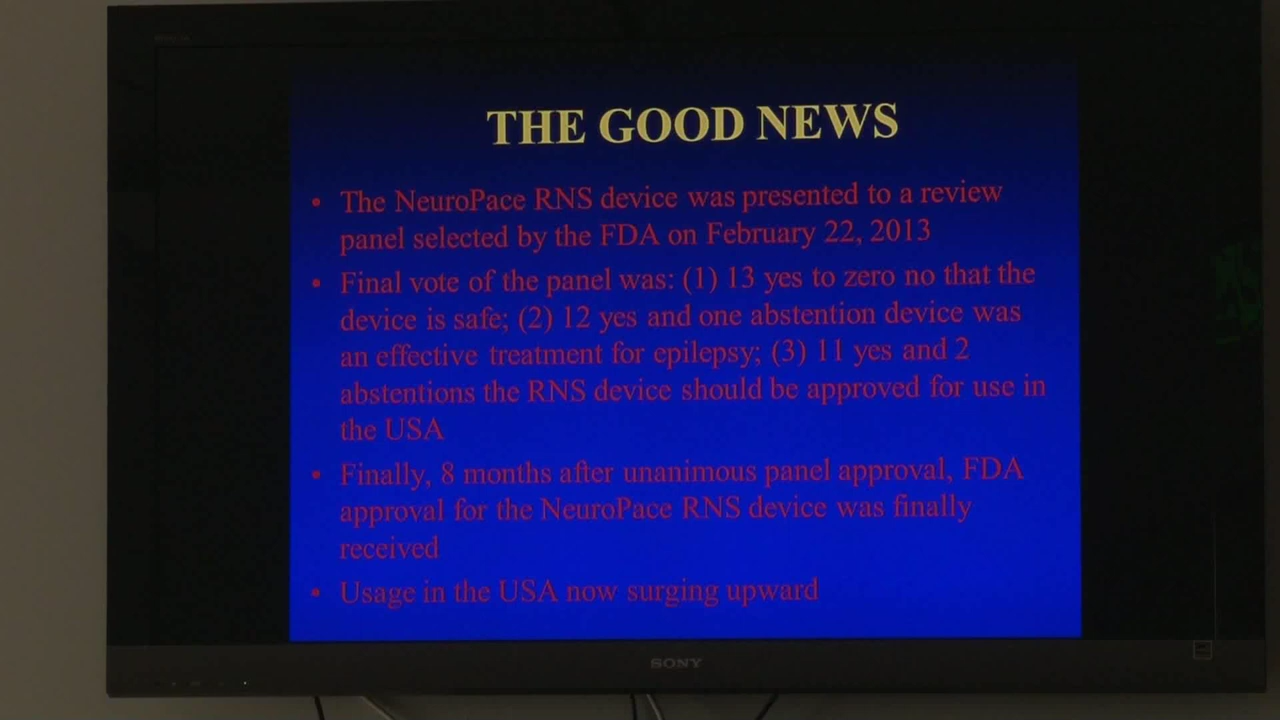 THE GOOD NEWS
• The NeuroPace RNS device was presented to a review
panel selected by the FDA on February 22, 2013
• Final vote of the panel was: (1) 13 yes to zero no that the
device is safe; (2) 12 yes and one abstention device was
an effective treatment for epilepsy; (3) 11 yes and 2
abstentions the RNS device should be approved for use in
the USA
• Finally, 8 months after unanimous panel approval, FDA
approval for the NeuroPace RNS device was finally
received
• Usage in the USA now surging upward
SONY